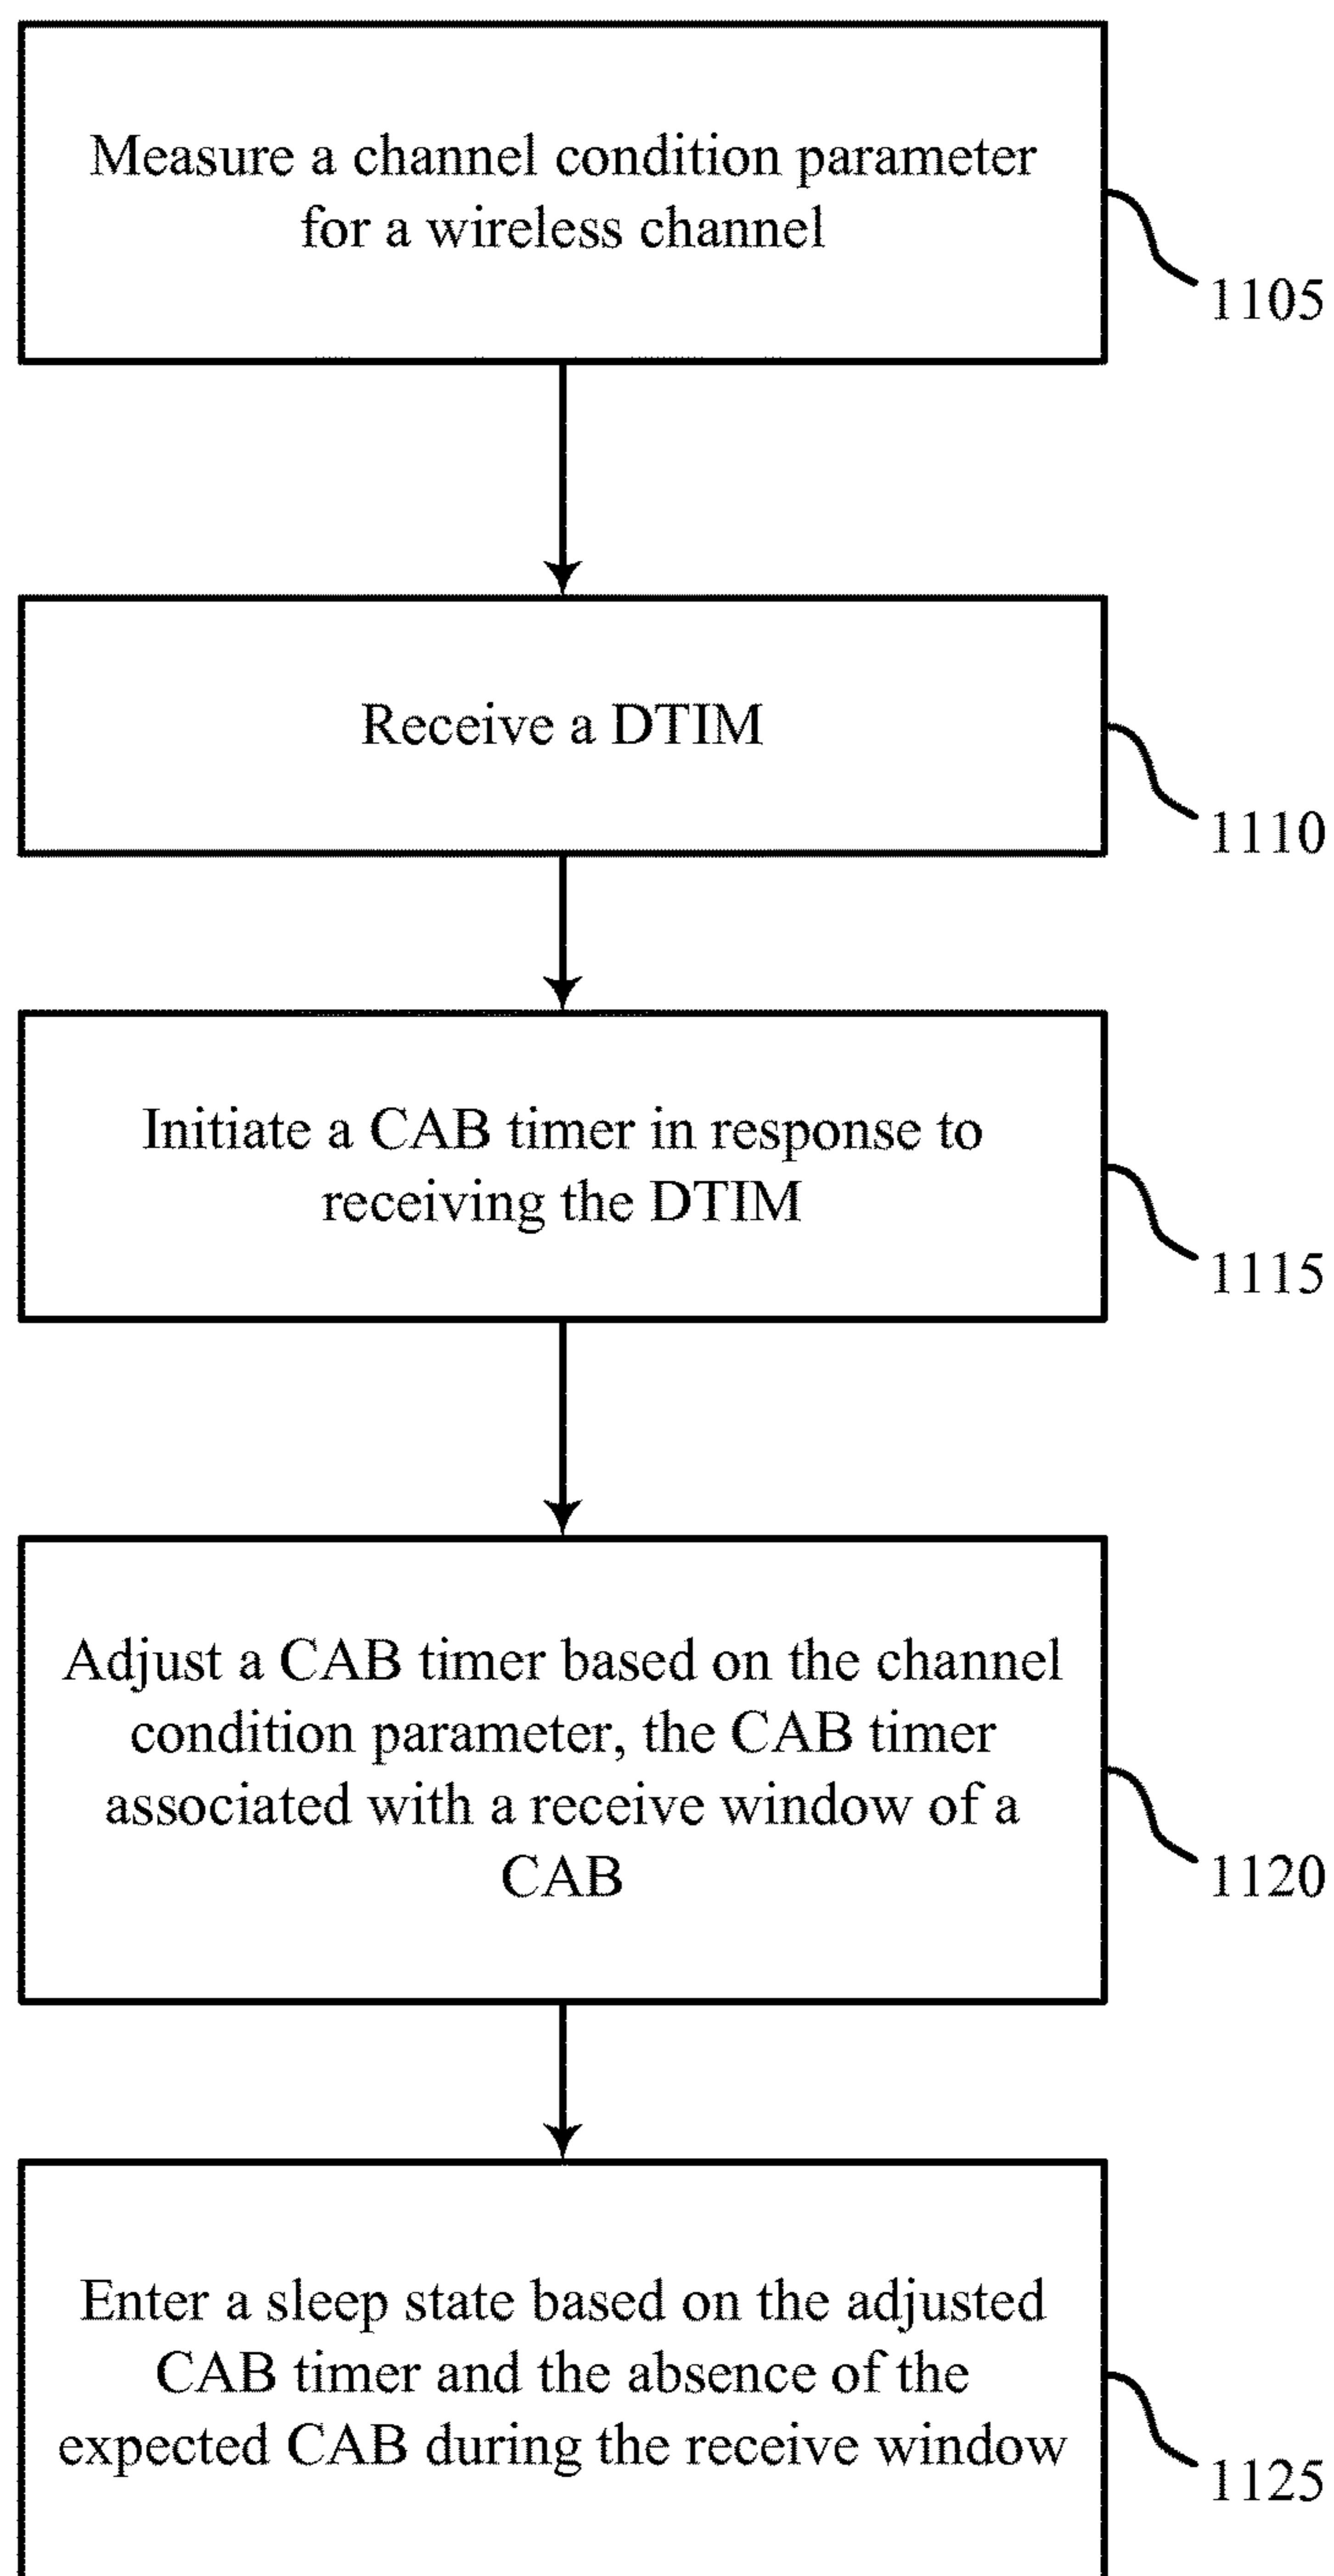 Measure a channel condition parameter
for a wireless channel
1105
Receive a DTIM
1110
Initiate a CAB timer in response to
receiving the DTIM
1115
Adjust a CAB timer based on the channel
condition parameter, the CAB timer
associated with a receive window of a
CAB
1120
Enter a sleep state based on the adjusted
CAB timer and the absence of the
expected CAB during the receive window
1125